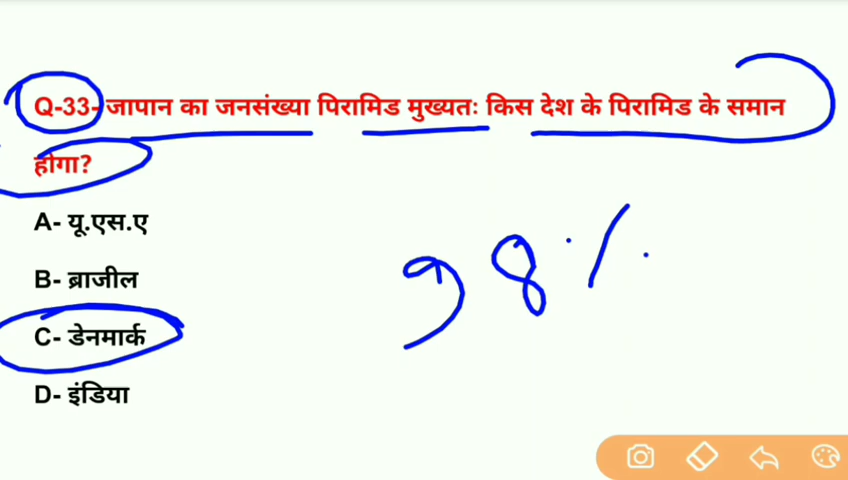 Q-33- जापान का जनसंख्या पिरामिड मुख्यतः किस देश के पिरामिड के समान
होगा?
A- यू.एस.ए
B- ब्राजील
98%
C- डेनमार्क
D- इंडिया